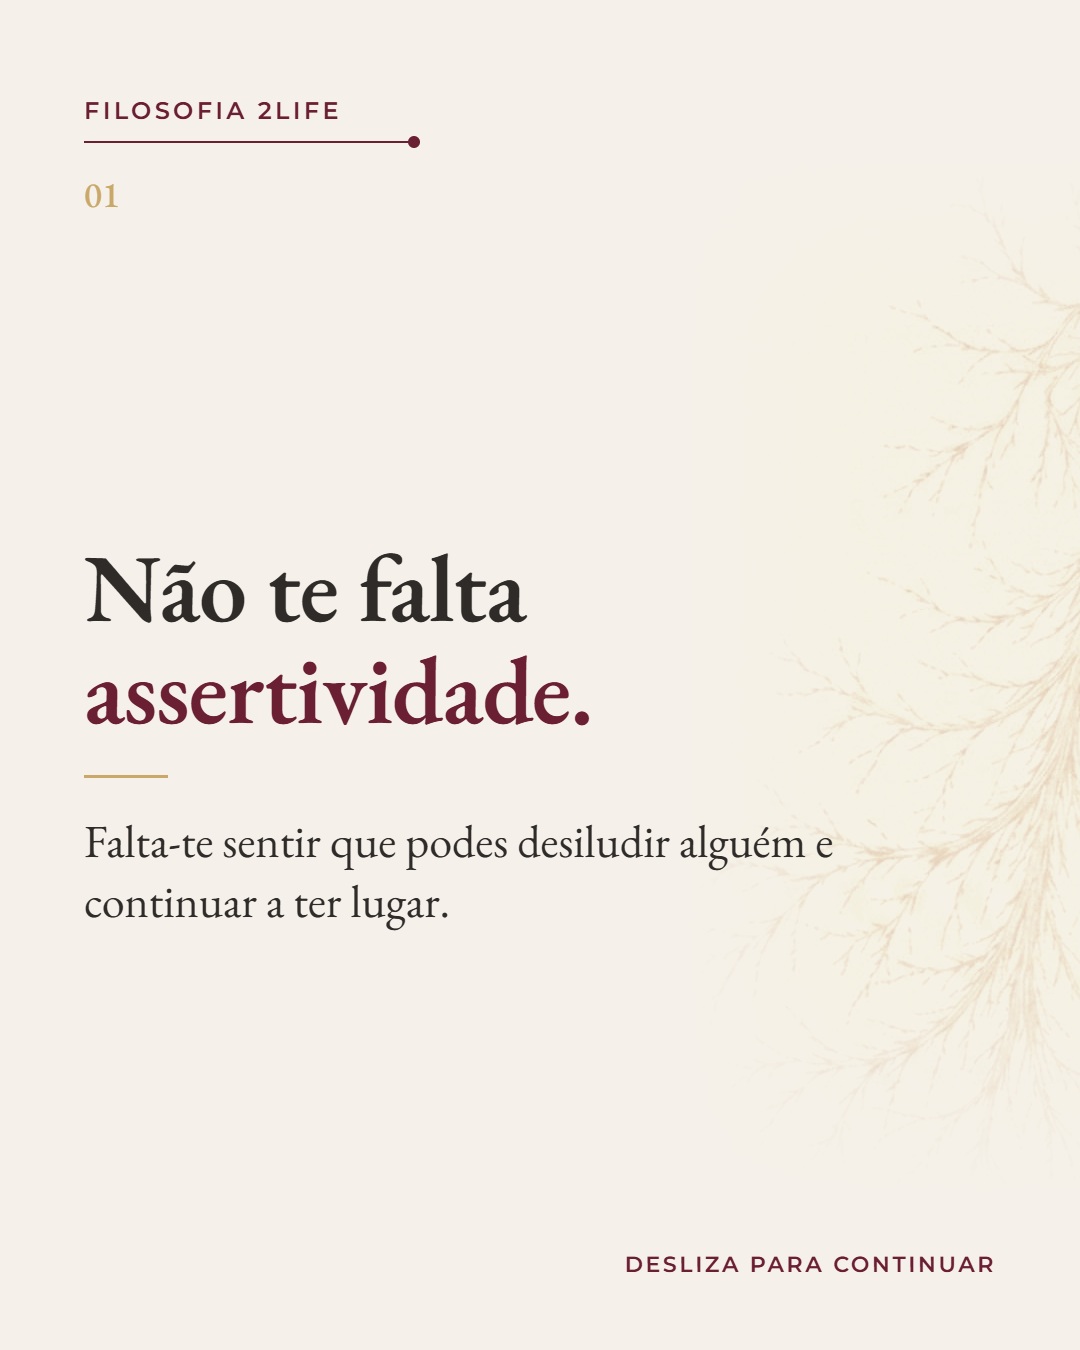 FILOSOFIA 2LIFE
01
Não te falta
assertividade.
Falta-te sentir que podes desiludir alguém e
continuar a ter lugar.
DESLIZA PARA CONTINUAR